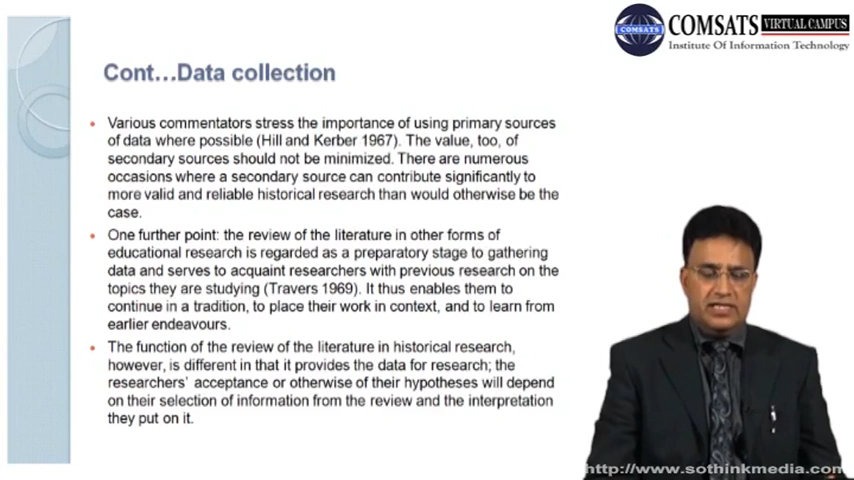 COMSATS VIRTUAL CAMPUS
COMSATS
Institute Of Information Technology
Cont...Data collection
Various commentators stress the importance of using primary sources
of data where possible (Hill and Kerber 1967). The value, too, of
secondary sources should not be minimized. There are numerous
occasions where a secondary source can contribute significantly to
more valid and reliable historical research than would otherwise be the
case.
One further point: the review of the literature in other forms of
educational research is regarded as a preparatory stage to gathering
data and serves to acquaint researchers with previous research on the
topics they are studying (Travers 1969). It thus enables them to
continue in a tradition, to place their work in context, and to learn from
earlier endeavours.
The function of the review of the literature in historical research,
however, is different in that it provides the data for research; the
researchers' acceptance or otherwise of their hypotheses will depend
on their selection of information from the review and the interpretation
they put on it.
http://www.sothinkmedia.com